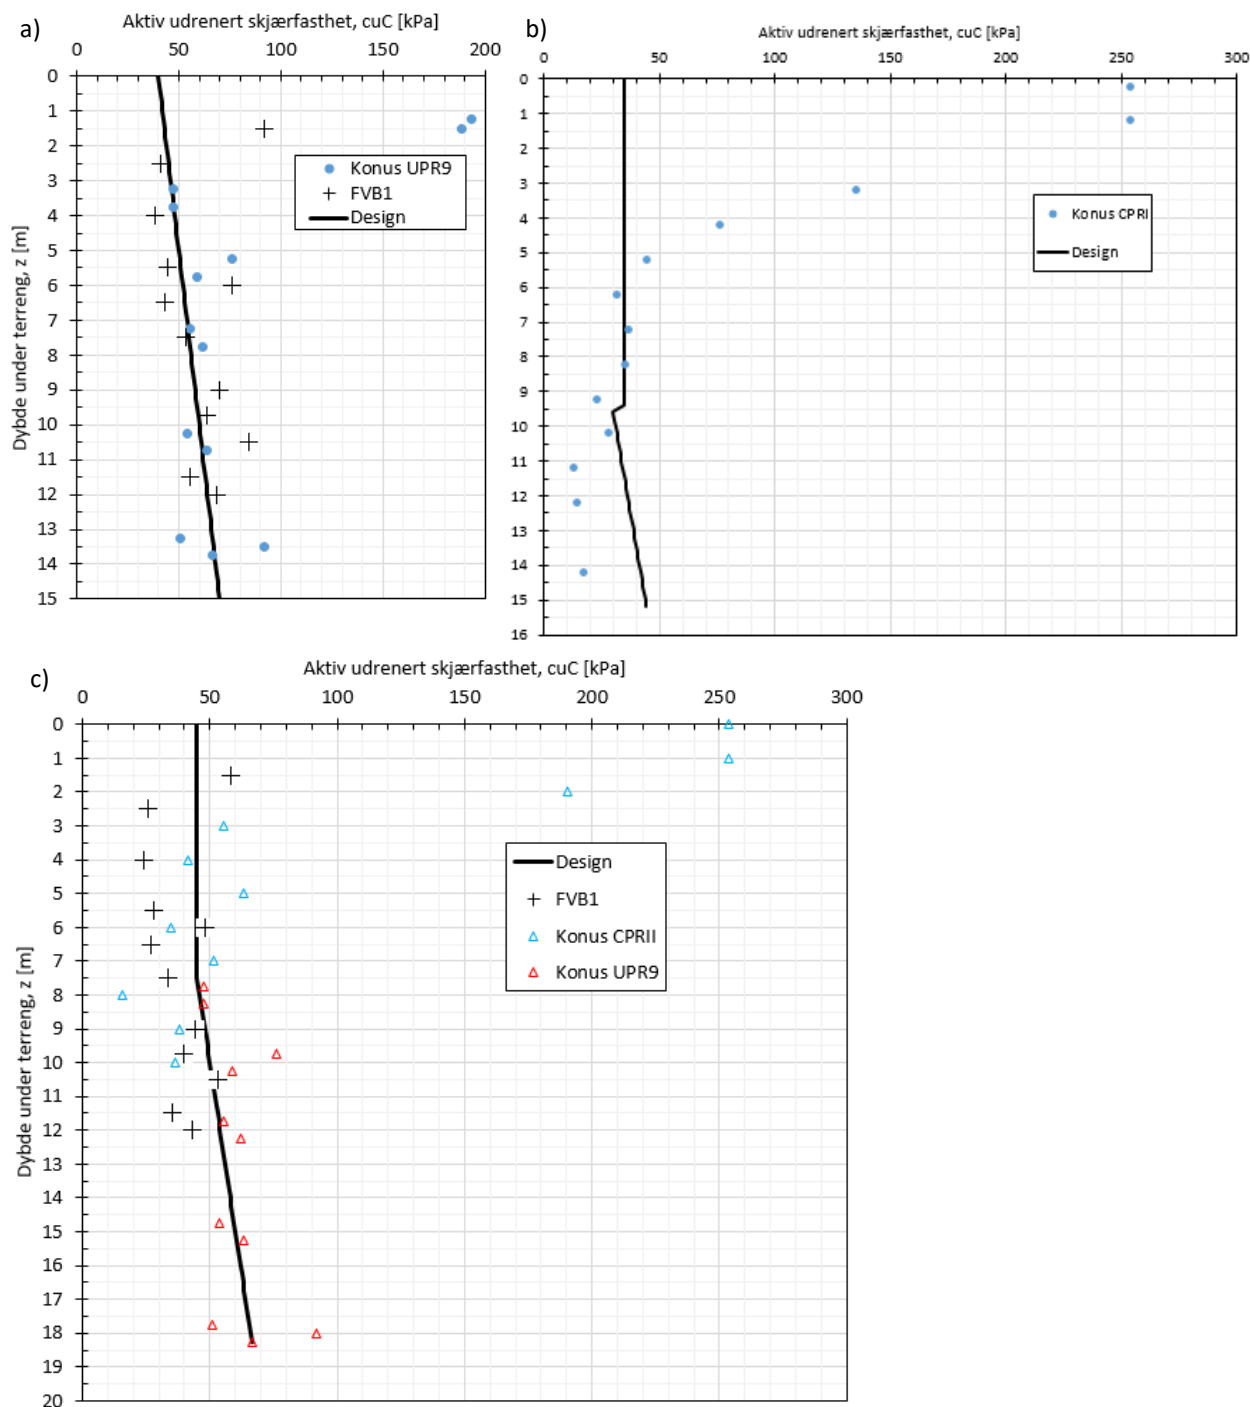 a)
Aktiv udrenert skjærfasthet, cuC [kPa]
0 50 100 150 200
0
1
2
3
4
5
6
7
8
9
10
11
12
13
14
15
Dybde under terreng, z [m]
Konus UPR9
FVB1
Design
b)
Aktiv udrenert skjærfasthet, cuC [kPa]
0 50 100 150 200 250 300
0
1
2
3
4
5
6
7
8
9
10
11
12
13
14
15
16
Konus CPRI
Design
c)
Aktiv udrenert skjærfasthet, cuC [kPa]
0 50 100 150 200 250 300
0
1
2
3
4
5
6
7
8
9
10
11
12
13
14
15
16
17
18
19
20
Dybde under terreng, z [m]
Design
FVB1
Konus CPRII
Konus UPR9